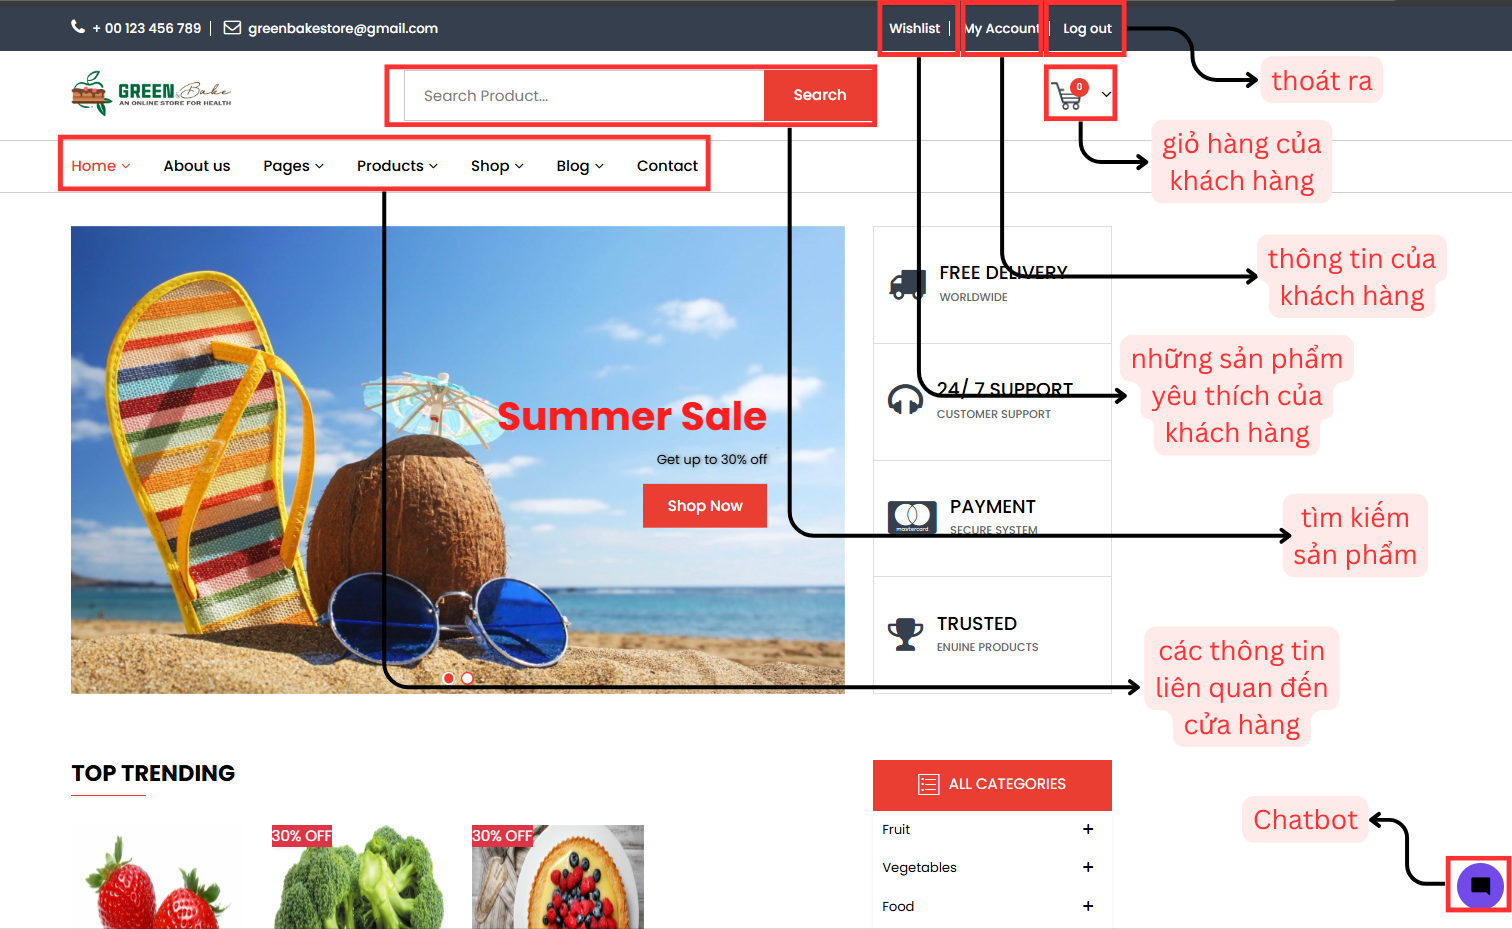 + 00 123 456 789 | greenbakestore@gmail.com
Wishlist | My Account | Log out
thoát ra
GREEN Bake
AN ONLINE STORE FOR HEALTH
Search Product...
Search
0
giỏ hàng của
khách hàng
Home
About us
Pages
Products
Shop
Blog
Contact
FREE DELIVERY
WORLDWIDE
thông tin của
khách hàng
24/ 7 SUPPORT
CUSTOMER SUPPORT
những sản phẩm
yêu thích của
khách hàng
Summer Sale
Get up to 30% off
Shop Now
mastercard
PAYMENT
SECURE SYSTEM
tìm kiếm
sản phẩm
TRUSTED
ENUINE PRODUCTS
các thông tin
liên quan đến
cửa hàng
TOP TRENDING
ALL CATEGORIES
30% OFF
30% OFF
Fruit
Vegetables
Food
Chatbot